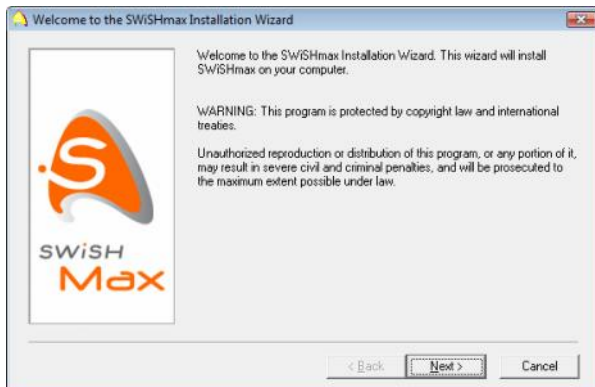 Welcome to the SWiSHmax Installation Wizard
Welcome to the SWiSHmax Installation Wizard. This wizard will install
SWiSHmax on your computer.
WARNING: This program is protected by copyright law and international
treaties.
Unauthorized reproduction or distribution of this program, or any portion of it,
may result in severe civil and criminal penalties, and will be prosecuted to
the maximum extent possible under law.
S
SWiSH
Max
< Back
Next >
Cancel